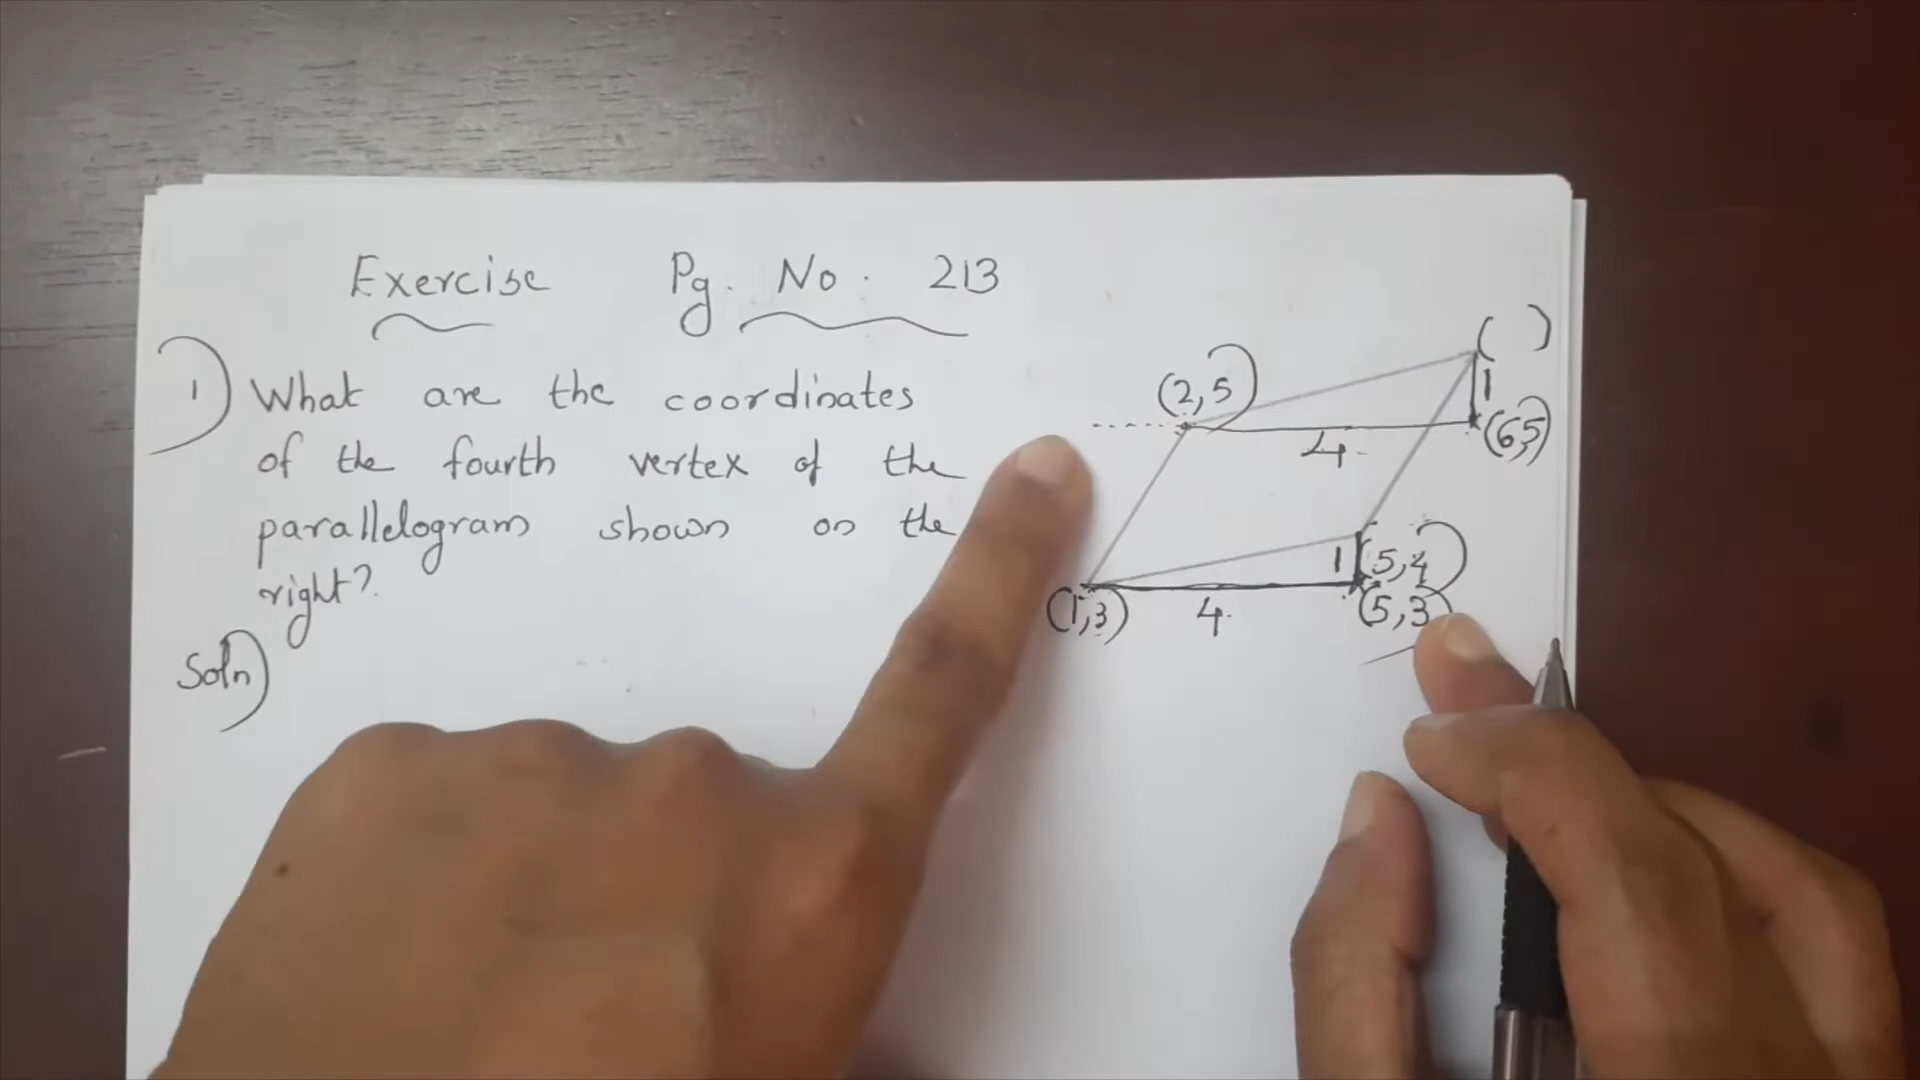 Exercise Pg. No. 213
1) What are the coordinates
of the fourth vertex of the
parallelogram shown on the
right?
Soln)
( )
(2,5)
1
4
(6,5)
1
(5,4)
(1,3)
4
(5,3)